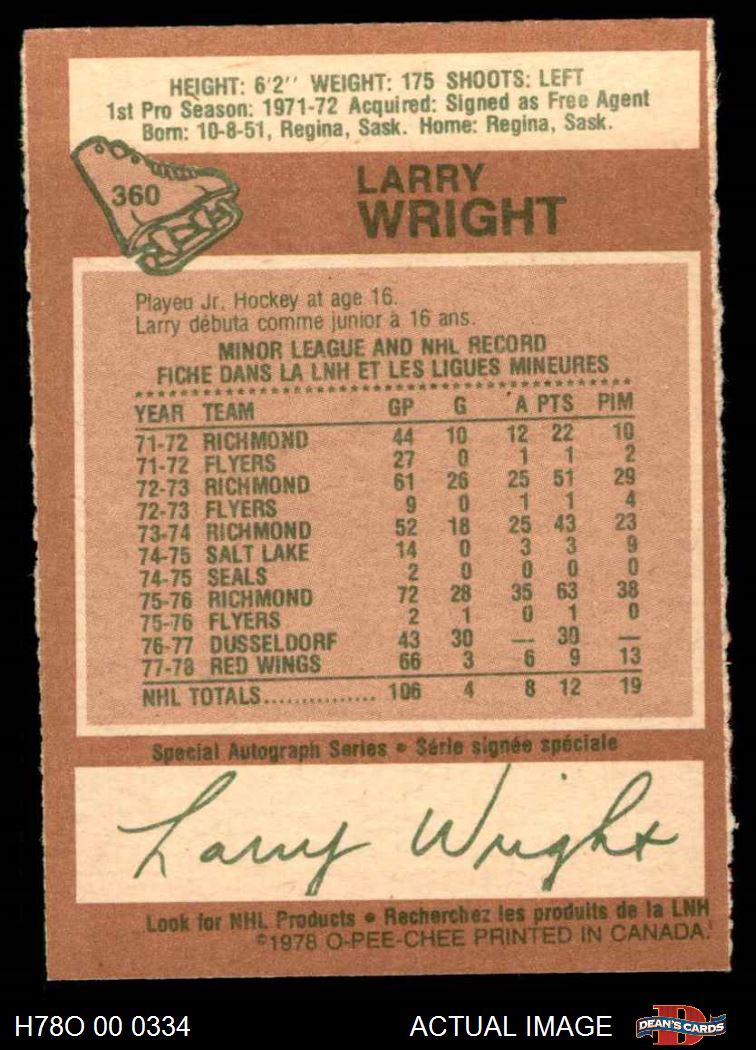 HEIGHT: 6'2'' WEIGHT: 175 SHOOTS: LEFT
1st Pro Season: 1971-72 Acquired: Signed as Free Agent
Born: 10-8-51, Regina, Sask. Home: Regina, Sask.
360
LARRY
WRIGHT
Played Jr. Hockey at age 16.
Larry débuta comme junior à 16 ans.
MINOR LEAGUE AND NHL RECORD
FICHE DANS LA LNH ET LES LIGUES MINEURES
YEAR TEAM GP G A PTS PIM
71-72 RICHMOND 44 10 12 22 10
71-72 FLYERS 27 0 1 1 2
72-73 RICHMOND 61 26 25 51 29
72-73 FLYERS 9 0 1 1 4
73-74 RICHMOND 52 18 25 43 23
74-75 SALT LAKE 14 0 3 3 9
74-75 SEALS 2 0 0 0 0
75-76 RICHMOND 72 28 35 63 38
75-76 FLYERS 2 1 0 1 0
76-77 DUSSELDORF 43 30 — 30 —
77-78 RED WINGS 66 3 6 9 13
NHL TOTALS............... 106 4 8 12 19
Special Autograph Series • Série signée spéciale
Larry Wright
Look for NHL Products • Recherchez les produits de la LNH
©1978 O-PEE-CHEE PRINTED IN CANADA.
H78O 00 0334
ACTUAL IMAGE
D
DEAN'S CARDS